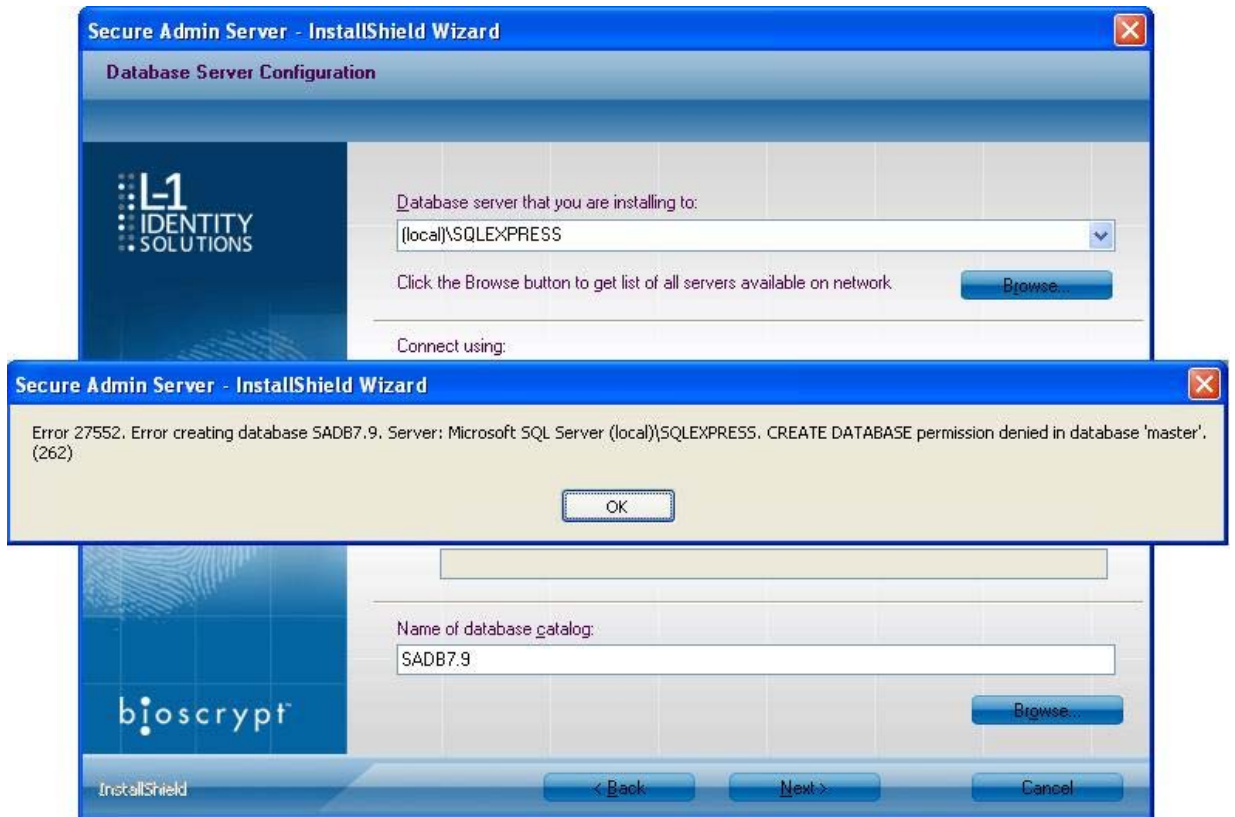 Secure Admin Server - InstallShield Wizard
Database Server Configuration
L-1
IDENTITY
SOLUTIONS
Database server that you are installing to:
(local)\SQLEXPRESS
Click the Browse button to get list of all servers available on network
Browse...
Connect using:
Secure Admin Server - InstallShield Wizard
Error 27552. Error creating database SADB7.9. Server: Microsoft SQL Server (local)\SQLEXPRESS. CREATE DATABASE permission denied in database 'master'.
(262)
OK
Name of database catalog:
SADB7.9
Browse...
bioscrypt
InstallShield
< Back
Next >
Cancel